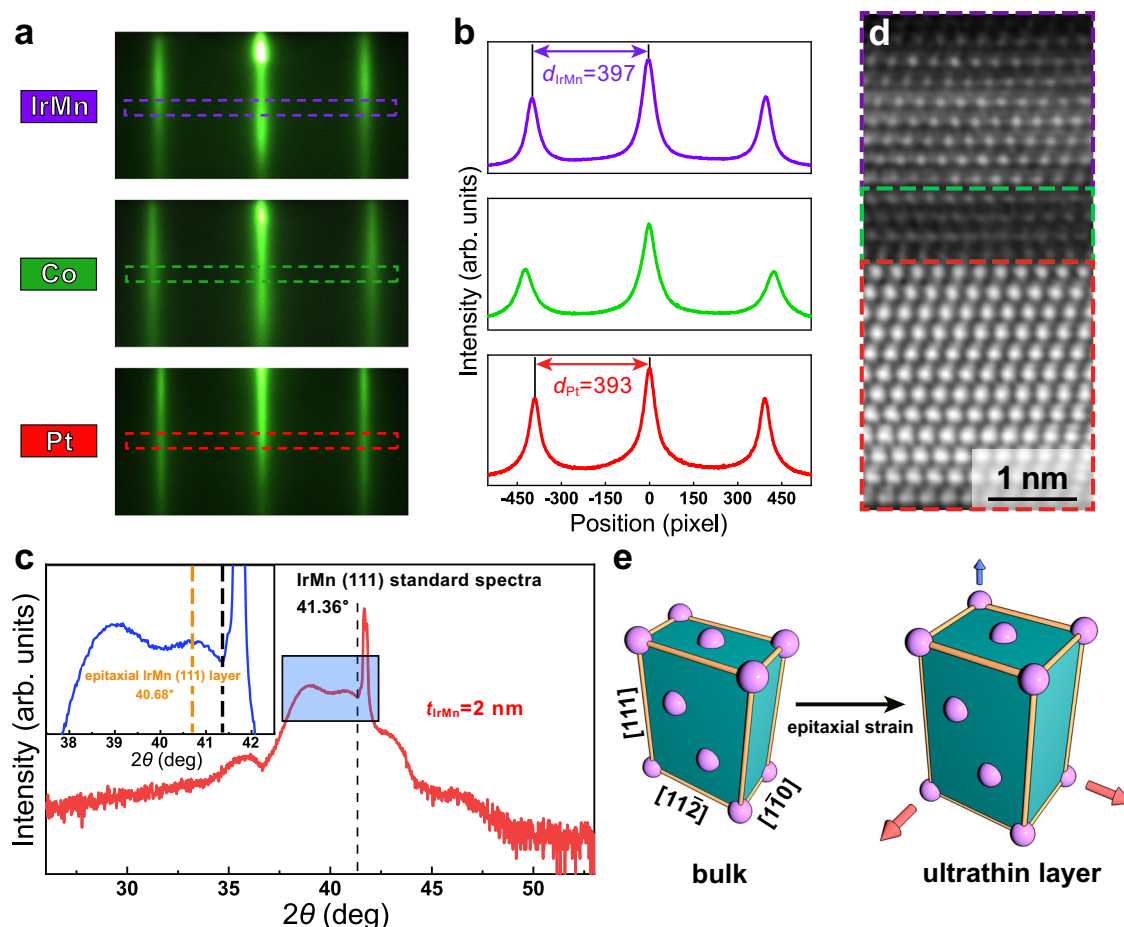 a
IrMn
Co
Pt
b
d_IrMn=397
d_Pt=393
Intensity (arb. units)
-450 -300 -150 0 150 300 450
Position (pixel)
d
1 nm
c
IrMn (111) standard spectra
41.36°
epitaxial IrMn (111) layer
40.68°
38 39 40 41 42
2θ (deg)
t_IrMn=2 nm
Intensity (arb. units)
30 35 40 45 50
2θ (deg)
e
[111]
[112̄]
[11̄0]
epitaxial strain
bulk
ultrathin layer